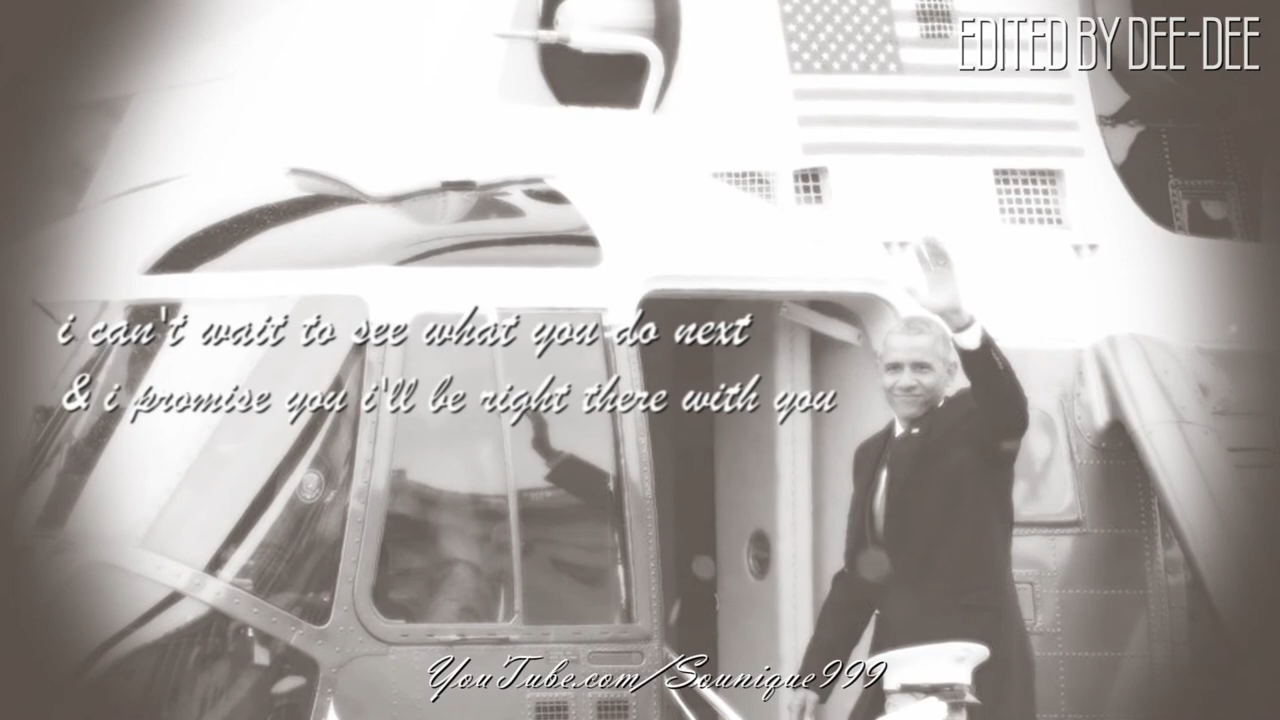 EDITED BY DEE-DEE
i can't wait to see what you do next
& i promise you i'll be right there with you
YouTube.com/Sounique999